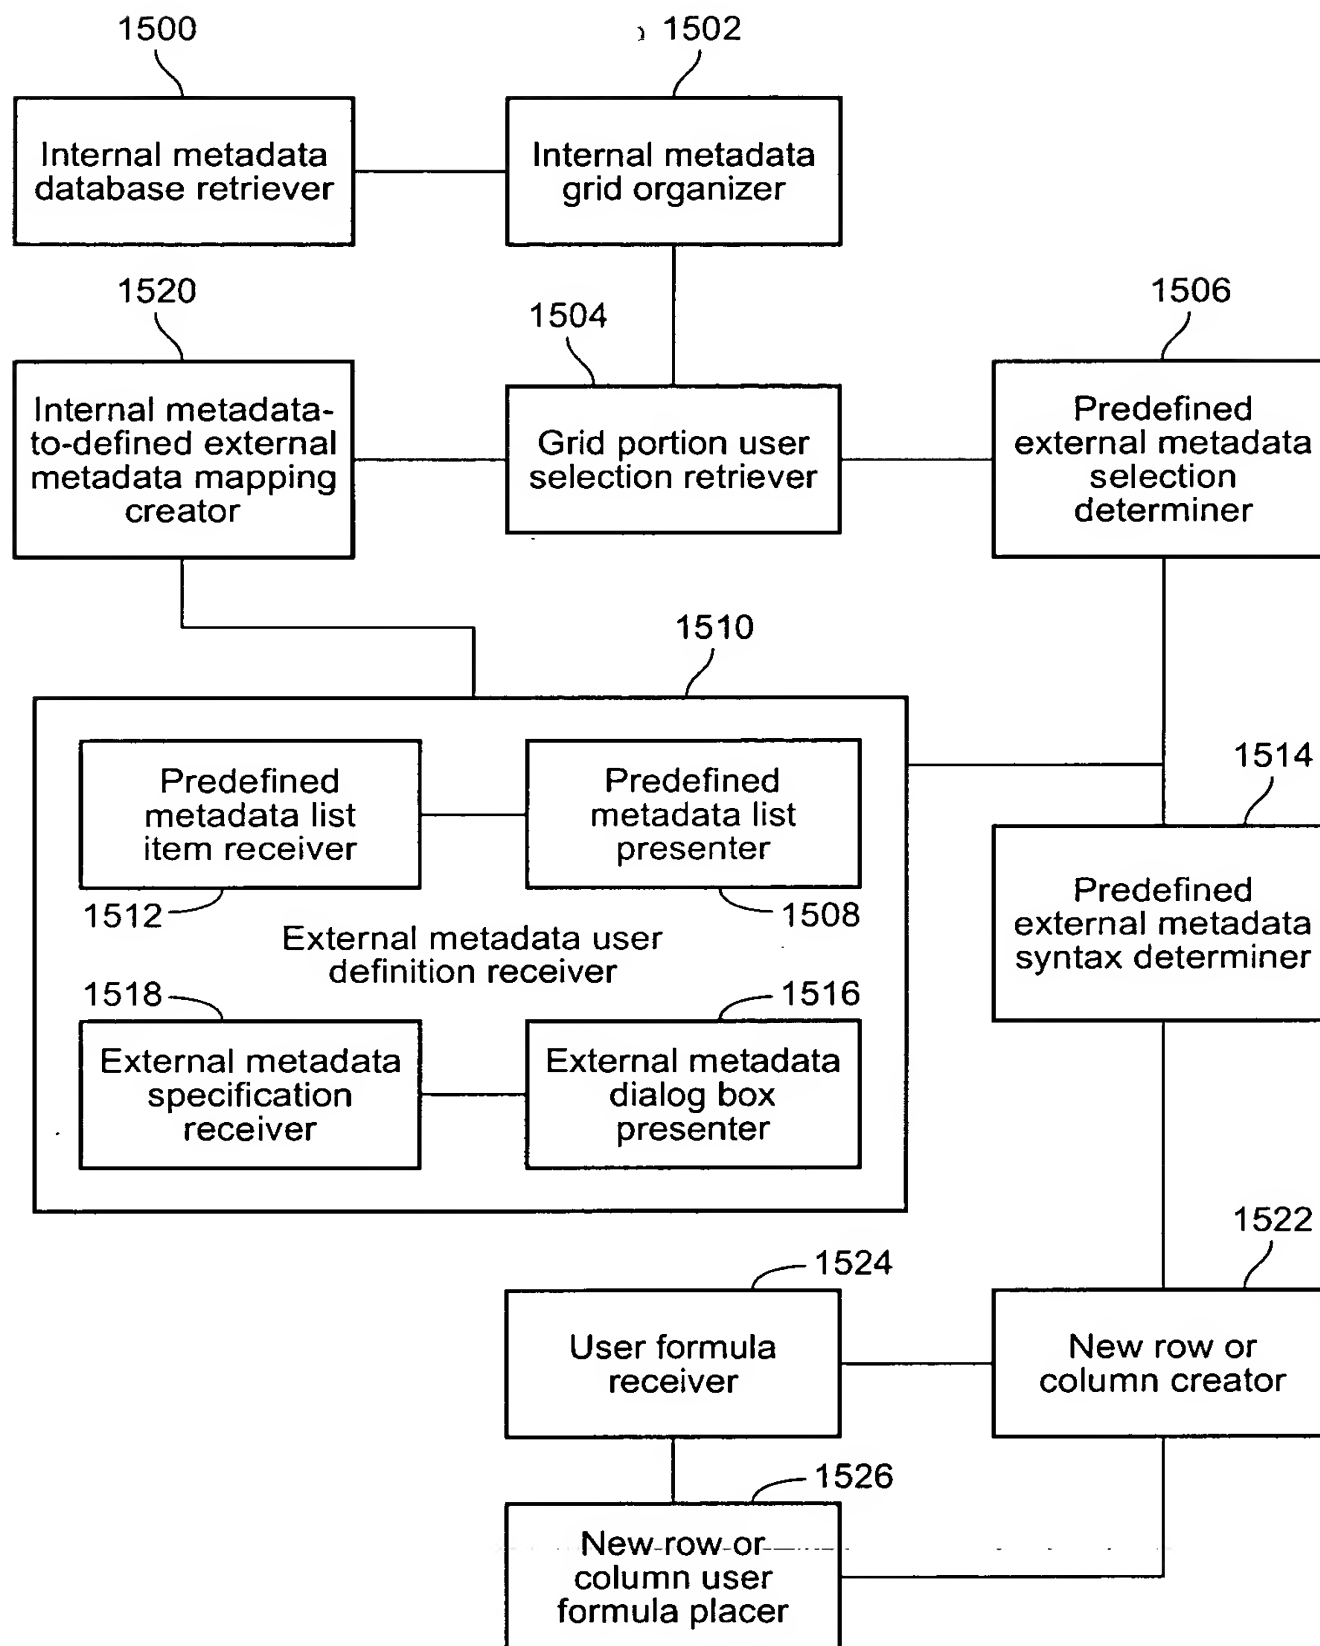 1500
1502
Internal metadata
database retriever
Internal metadata
grid organizer
1520
1504
1506
Internal metadata-
to-defined external
metadata mapping
creator
Grid portion user
selection retriever
Predefined
external metadata
selection
determiner
1510
Predefined
metadata list
item receiver
Predefined
metadata list
presenter
1514
1512
1508
Predefined
external metadata
syntax determiner
External metadata user
definition receiver
1518
1516
External metadata
specification
receiver
External metadata
dialog box
presenter
1524
1522
User formula
receiver
New row or
column creator
1526
New row or
column user
formula placer